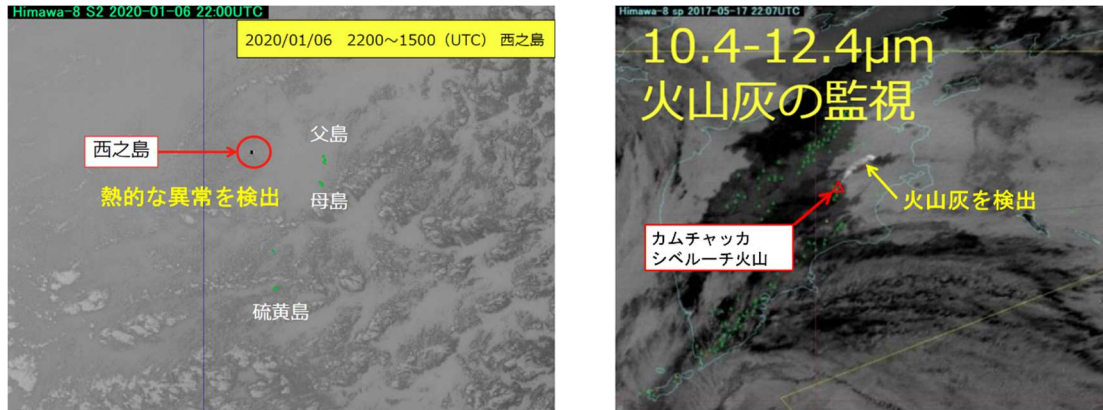 Himawa-8 S2 2020-01-06 22:00UTC
2020/01/06 2200～1500（UTC） 西之島
父島
西之島
熱的な異常を検出
母島
硫黄島
Himawa-8 sp 2017-05-17 22:07UTC
10.4-12.4μm
火山灰の監視
火山灰を検出
カムチャッカ
シベルーチ火山